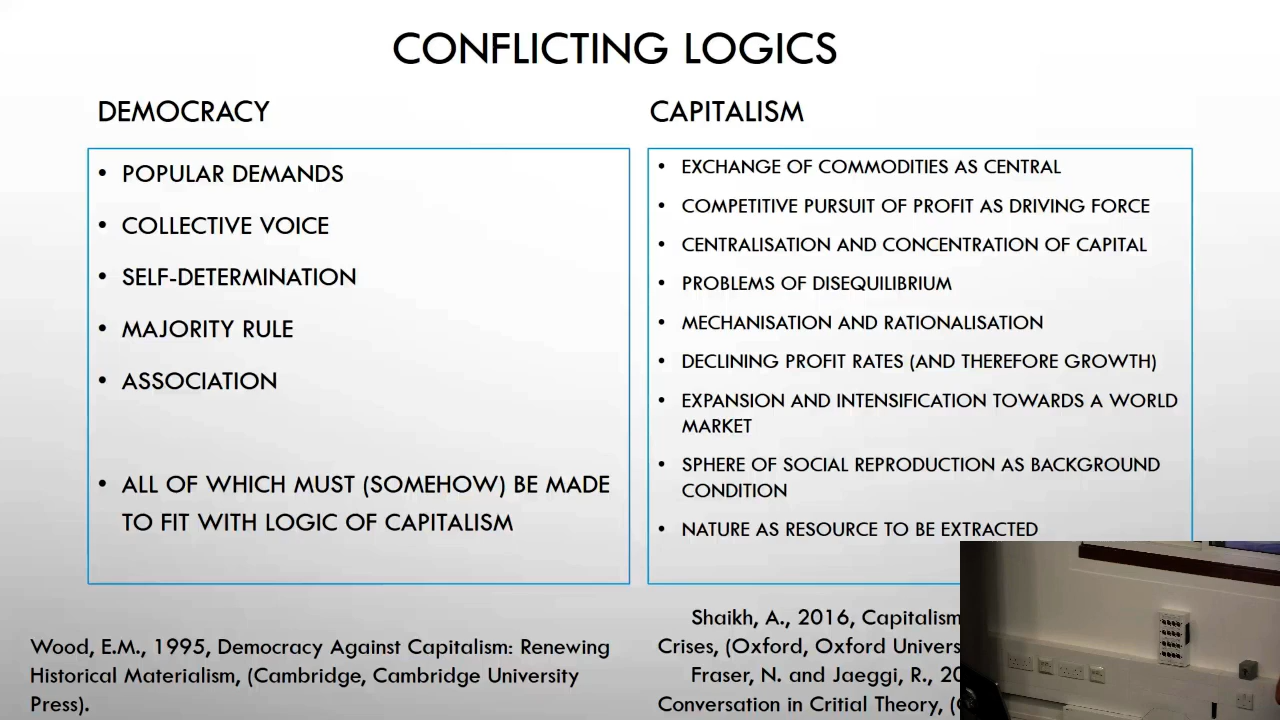 CONFLICTING LOGICS
DEMOCRACY
• POPULAR DEMANDS
• COLLECTIVE VOICE
• SELF-DETERMINATION
• MAJORITY RULE
• ASSOCIATION
• ALL OF WHICH MUST (SOMEHOW) BE MADE
TO FIT WITH LOGIC OF CAPITALISM
Wood, E.M., 1995, Democracy Against Capitalism: Renewing
Historical Materialism, (Cambridge, Cambridge University
Press).
CAPITALISM
• EXCHANGE OF COMMODITIES AS CENTRAL
• COMPETITIVE PURSUIT OF PROFIT AS DRIVING FORCE
• CENTRALISATION AND CONCENTRATION OF CAPITAL
• PROBLEMS OF DISEQUILIBRIUM
• MECHANISATION AND RATIONALISATION
• DECLINING PROFIT RATES (AND THEREFORE GROWTH)
• EXPANSION AND INTENSIFICATION TOWARDS A WORLD
MARKET
• SPHERE OF SOCIAL REPRODUCTION AS BACKGROUND
CONDITION
• NATURE AS RESOURCE TO BE EXTRACTED
Shaikh, A., 2016, Capitalism
Crises, (Oxford, Oxford Univers
Fraser, N. and Jaeggi, R., 20
Conversation in Critial Theory, (